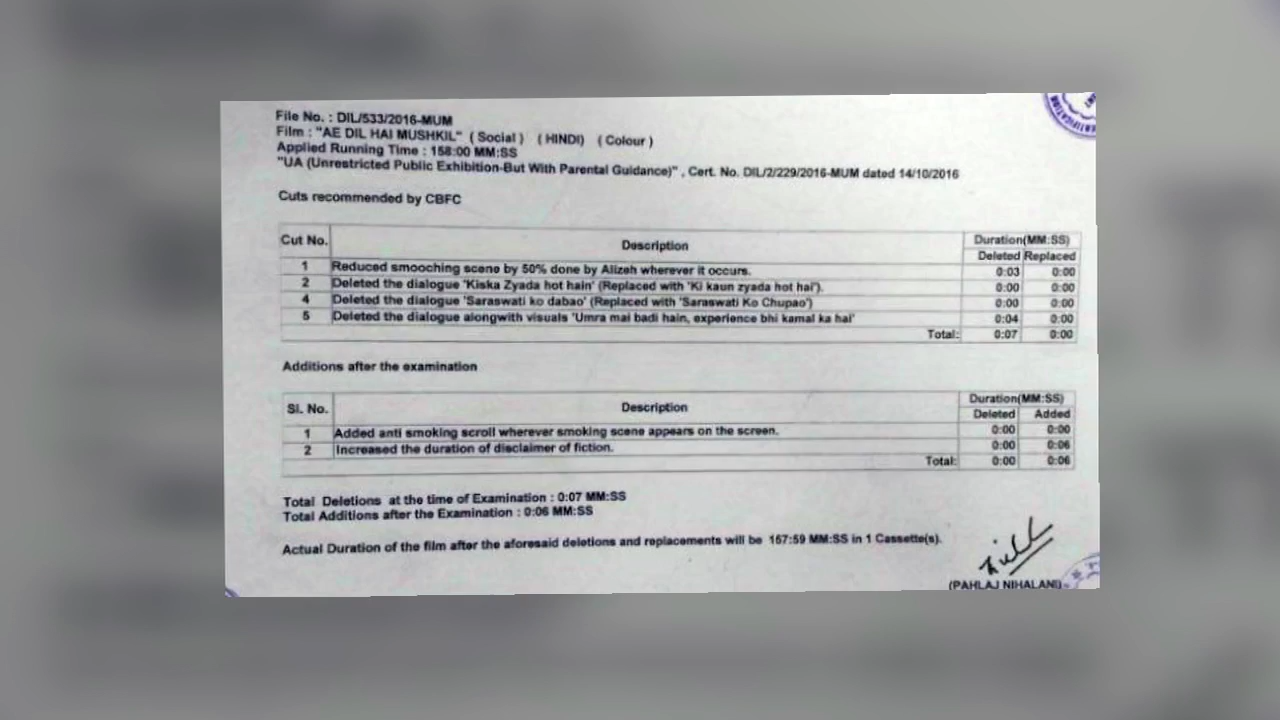 File No. : DIL/533/2016-MUM
Film : "AE DIL HAI MUSHKIL" ( Social ) ( HINDI) ( Colour )
Applied Running Time : 158:00 MM:SS
"UA (Unrestricted Public Exhibition-But With Parental Guidance)" , Cert. No. DIL/2/229/2016-MUM dated 14/10/2016
Cuts recommended by CBFC
Cut No. Description Duration(MM:SS)
Deleted Replaced
1 Reduced smooching scene by 50% done by Alizeh wherever it occurs. 0:03 0:00
2 Deleted the dialogue 'Kiska Zyada hot hain' (Replaced with 'Ki kaun zyada hot hai'). 0:00 0:00
4 Deleted the dialogue 'Saraswati ko dabao' (Replaced with 'Saraswati Ko Chupao') 0:00 0:00
5 Deleted the dialogue alongwith visuals 'Umra mai badi hain, experience bhi kamal ka hai' 0:04 0:00
Total: 0:07 0:00
Additions after the examination
Sl. No. Description Duration(MM:SS)
Deleted Added
1 Added anti smoking scroll wherever smoking scene appears on the screen. 0:00 0:00
2 Increased the duration of disclaimer of fiction. 0:00 0:06
Total: 0:00 0:06
Total Deletions at the time of Examination : 0:07 MM:SS
Total Additions after the Examination : 0:06 MM:SS
Actual Duration of the film after the aforesaid deletions and replacements will be 157:59 MM:SS in 1 Cassette(s).
(PAHLAJ NIHALANI)